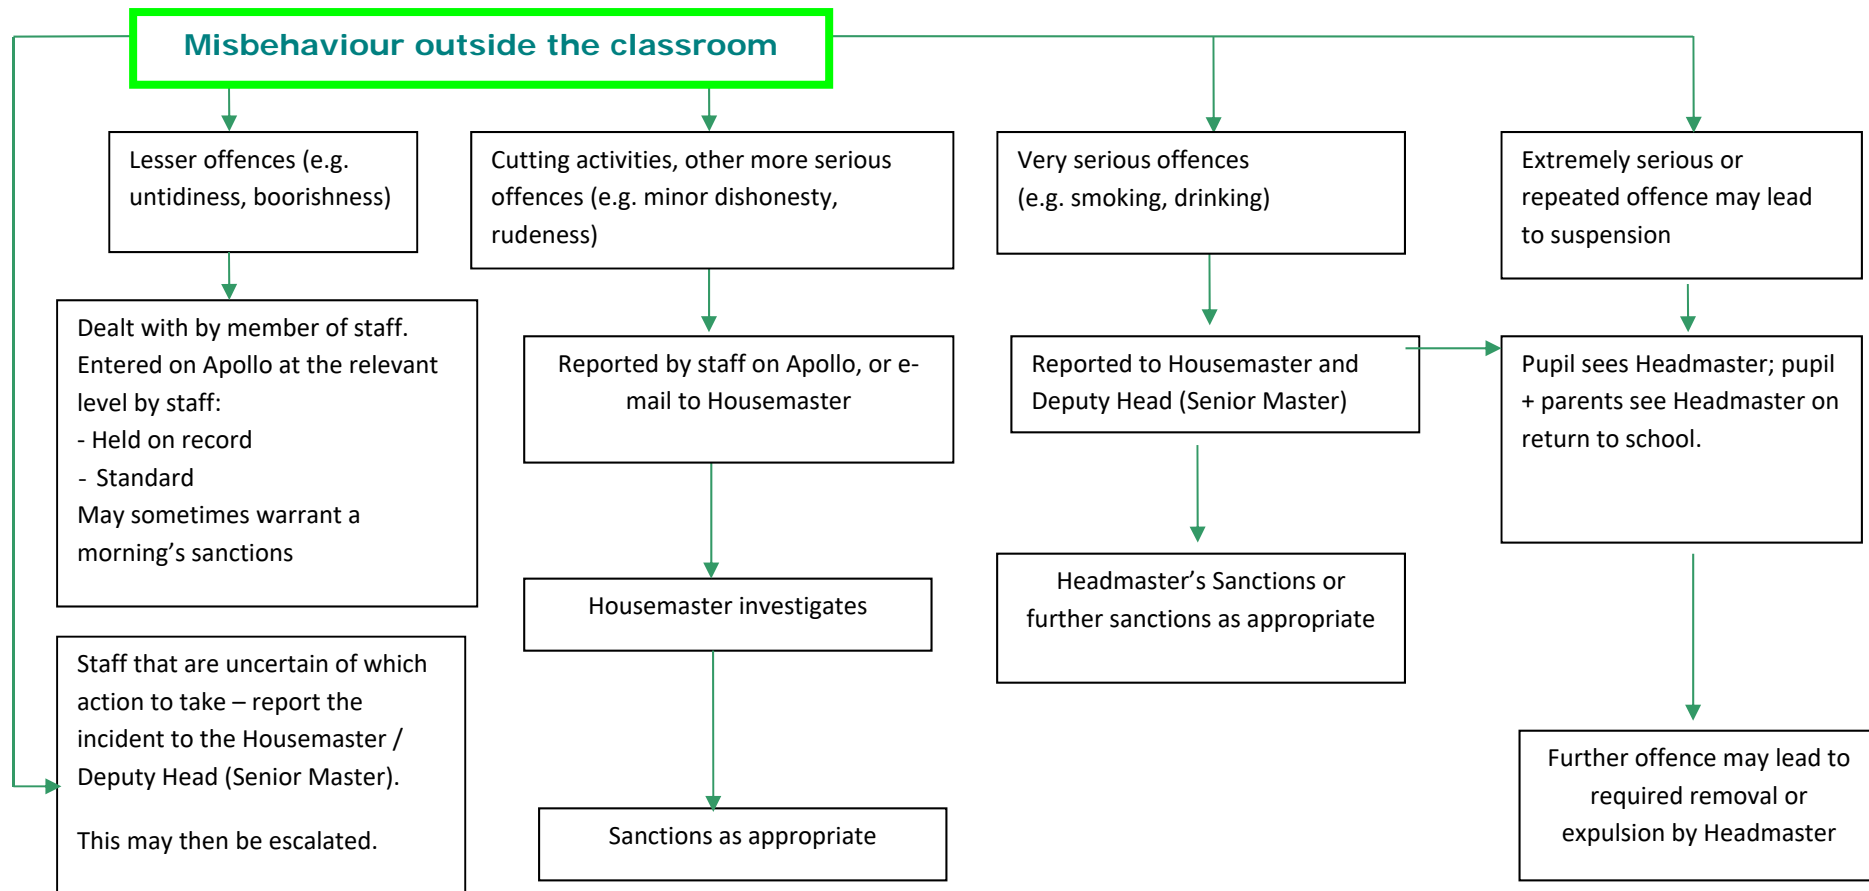 Misbehaviour outside the classroom
Lesser offences (e.g.
untidiness, boorishness)
Dealt with by member of staff.
Entered on Apollo at the relevant
level by staff:
- Held on record
- Standard
May sometimes warrant a
morning’s sanctions
Staff that are uncertain of which
action to take – report the
incident to the Housemaster /
Deputy Head (Senior Master).
This may then be escalated.
Cutting activities, other more serious
offences (e.g. minor dishonesty,
rudeness)
Reported by staff on Apollo, or e-
mail to Housemaster
Housemaster investigates
Sanctions as appropriate
Very serious offences
(e.g. smoking, drinking)
Reported to Housemaster and
Deputy Head (Senior Master)
Headmaster’s Sanctions or
further sanctions as appropriate
Extremely serious or
repeated offence may lead
to suspension
Pupil sees Headmaster; pupil
+ parents see Headmaster on
return to school.
Further offence may lead to
required removal or
expulsion by Headmaster